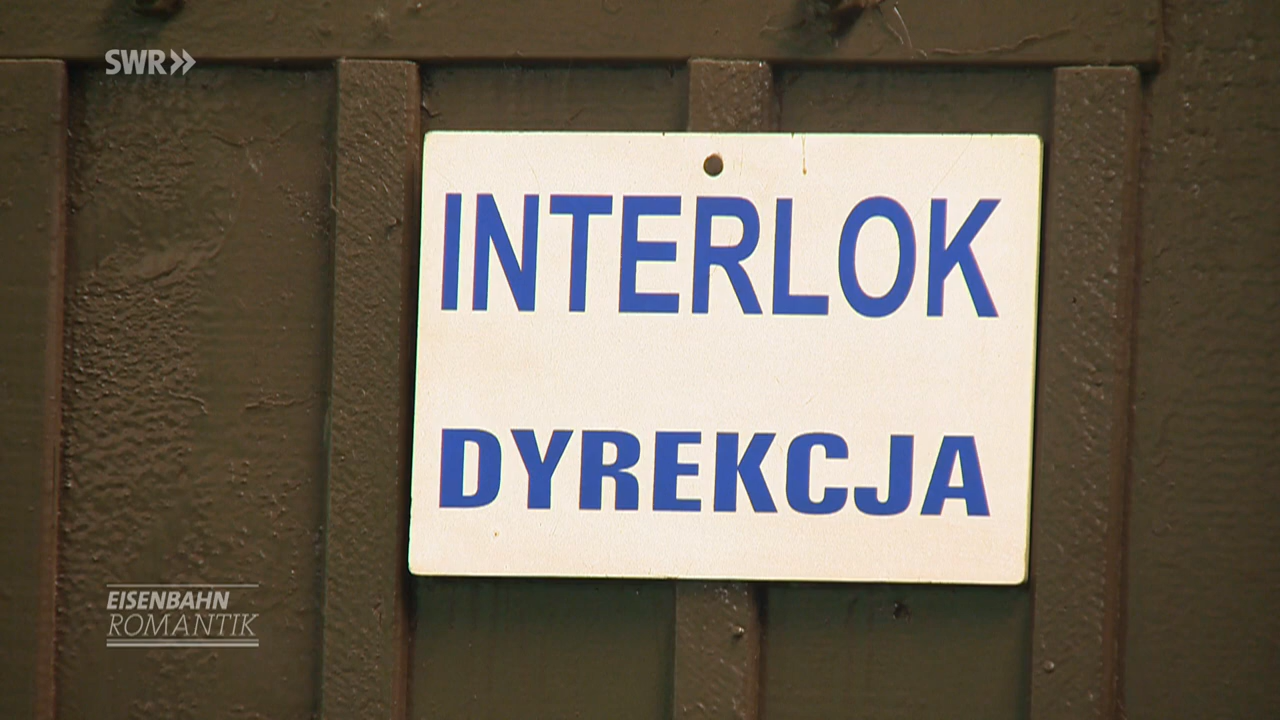 SWR»
INTERLOK
DYREKCJA
EISENBAHN
ROMANTIK